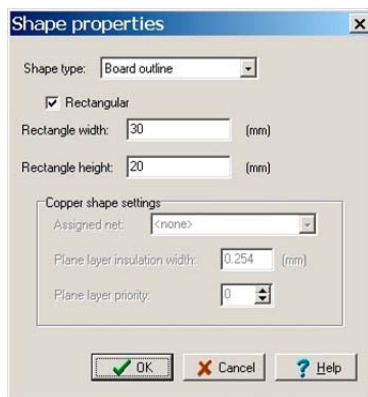 Shape properties
Shape type: Board outline
Rectangular
Rectangle width: 30 (mm)
Rectangle height: 20 (mm)
Copper shape settings
Assigned net: <none>
Plane layer insulation width: 0.254 (mm)
Plane layer priority: 0
OK Cancel Help